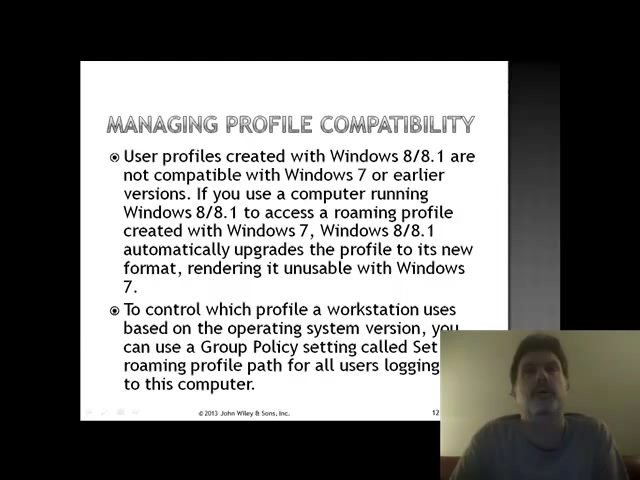 MANAGING PROFILE COMPATIBILITY
User profiles created with Windows 8/8.1 are
not compatible with Windows 7 or earlier
versions. If you use a computer running
Windows 8/8.1 to access a roaming profile
created with Windows 7, Windows 8/8.1
automatically upgrades the profile to its new
format, rendering it unusable with Windows
7.
To control which profile a workstation uses
based on the operating system version, you
can use a Group Policy setting called Set
roaming profile path for all users logging
to this computer.
© 2013 John Wiley & Sons, Inc.
12